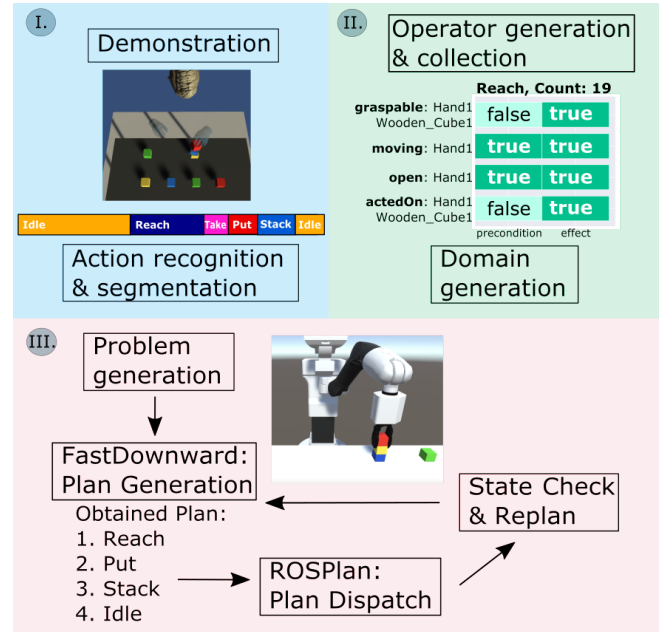 I.
Demonstration
Idle Reach Take Put Stack Idle
Action recognition
& segmentation
II.
Operator generation
& collection
Reach, Count: 19
graspable: Hand1
Wooden_Cube1
false true
moving: Hand1 true true
open: Hand1 true true
actedOn: Hand1
Wooden_Cube1
false true
precondition effect
Domain
generation
III.
Problem
generation
FastDownward:
Plan Generation
Obtained Plan:
1. Reach
2. Put
3. Stack
4. Idle
ROSPlan:
Plan Dispatch
State Check
& Replan